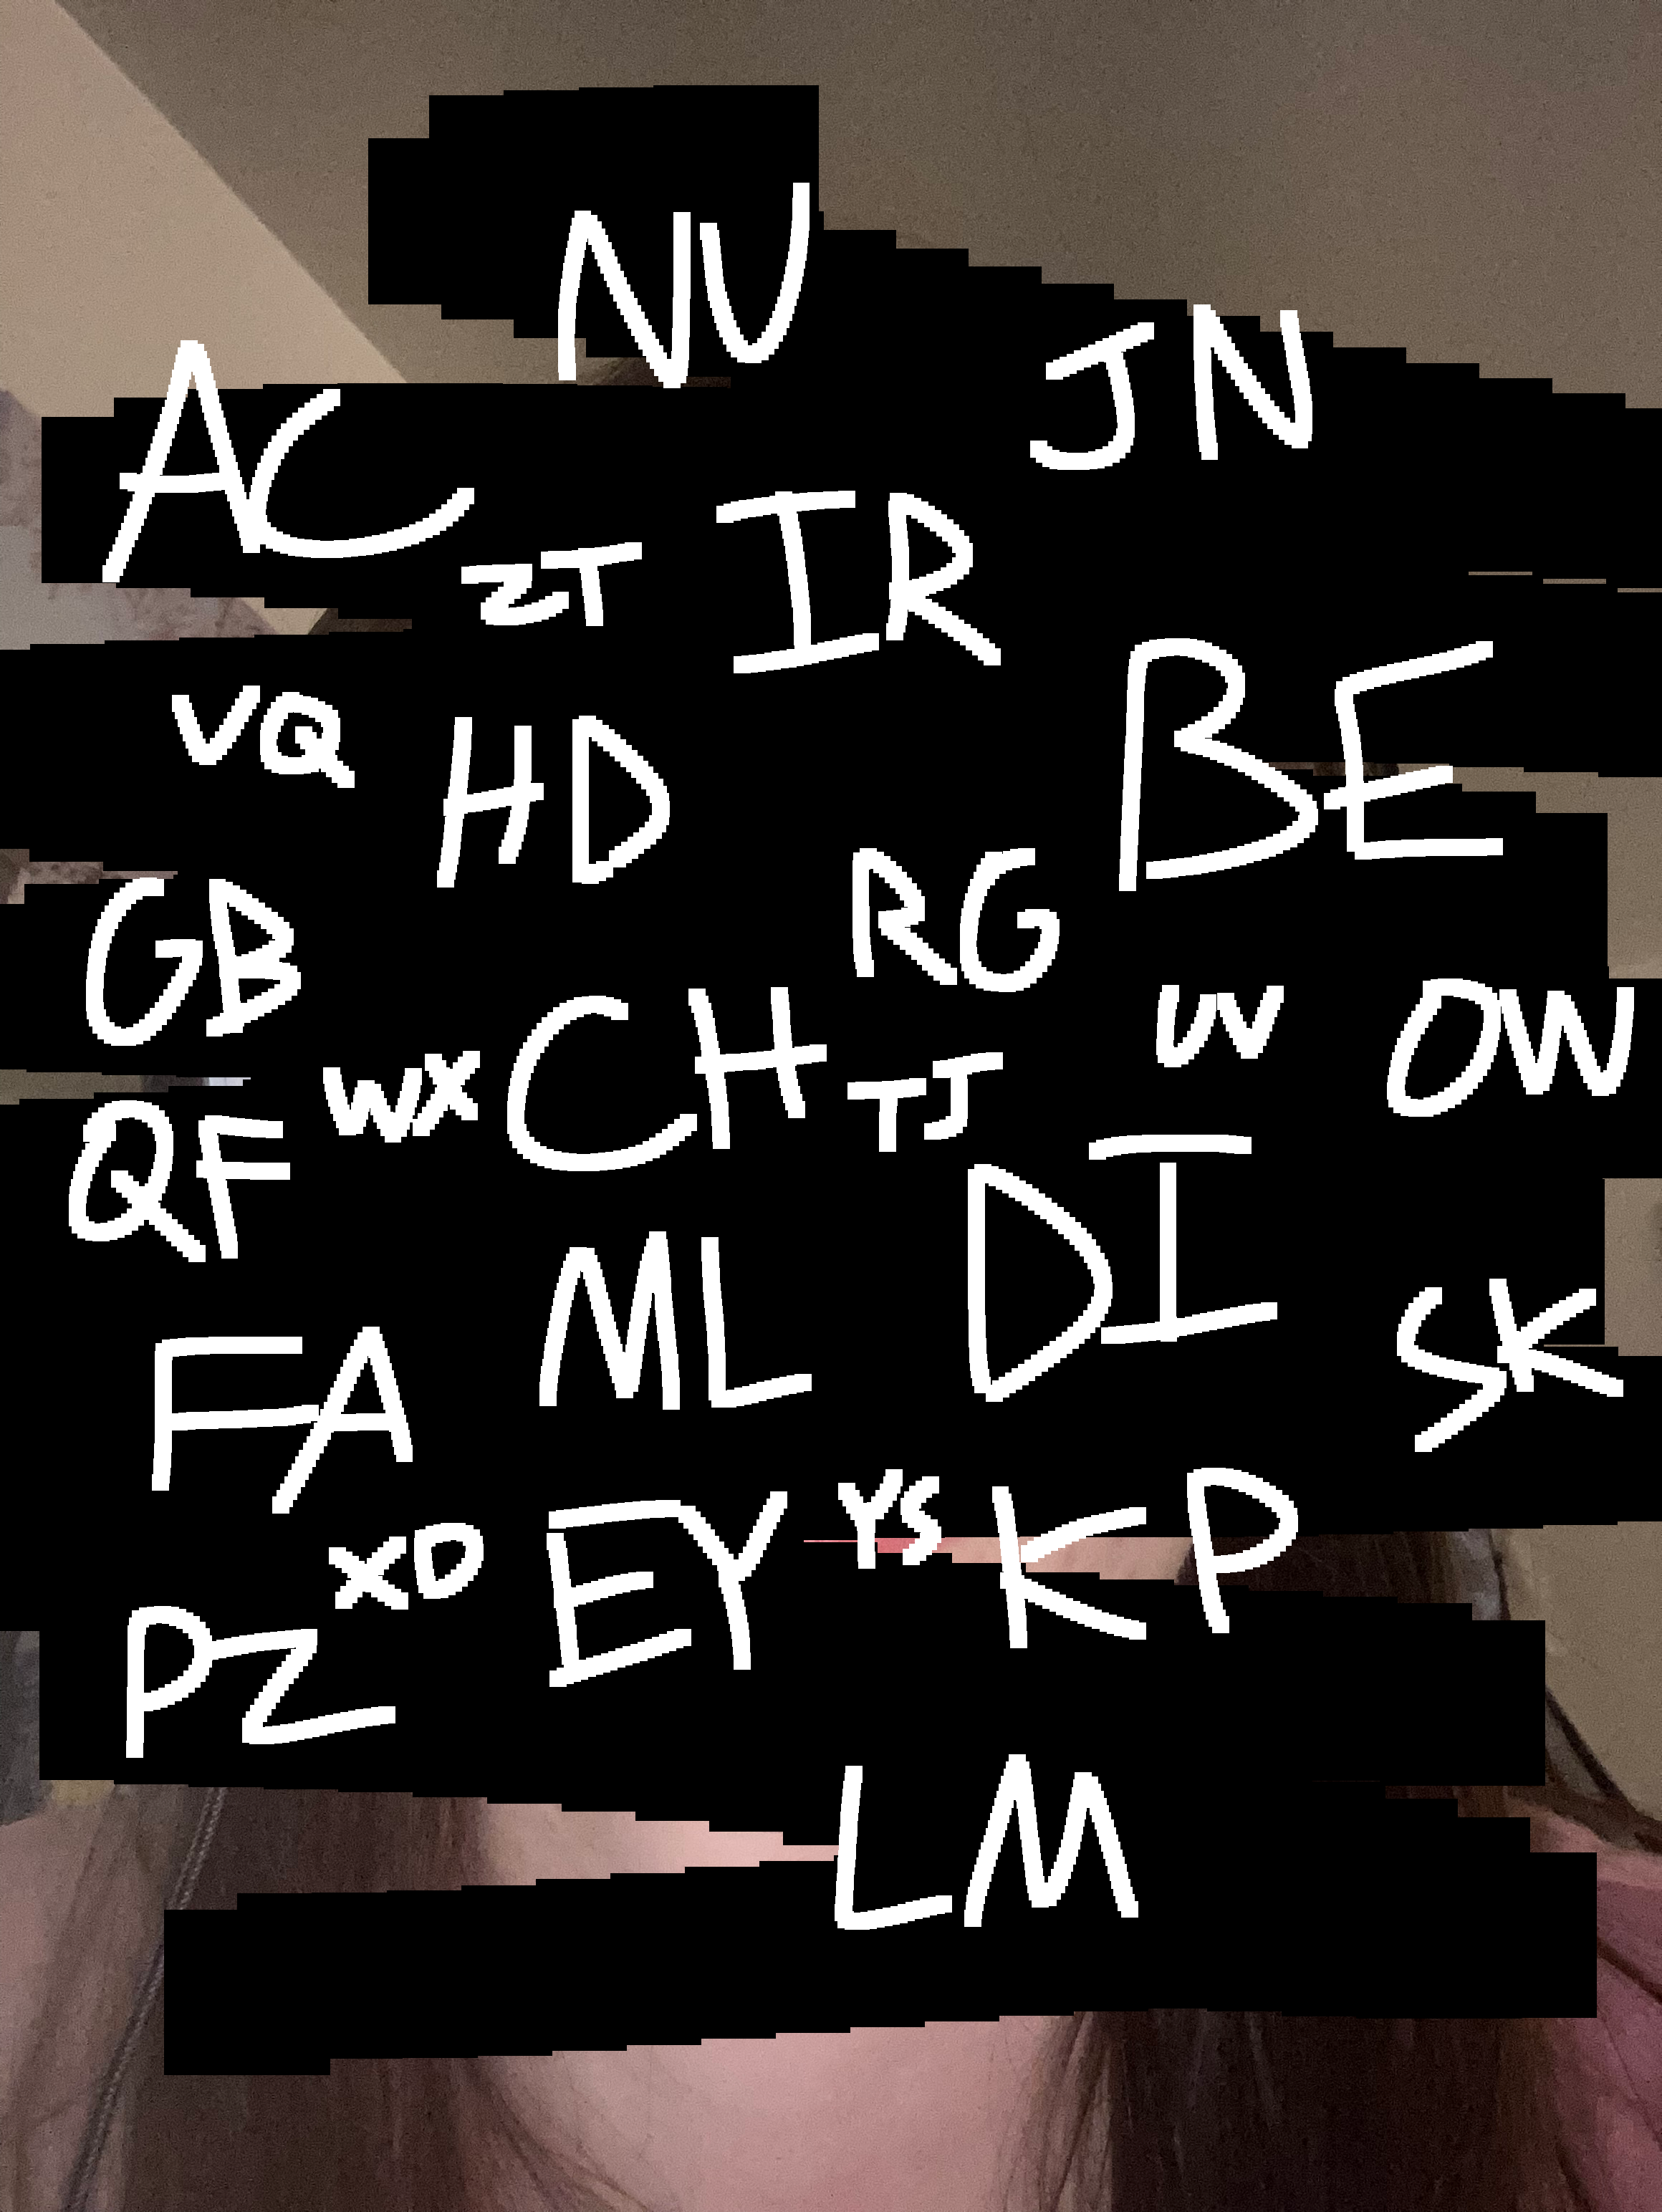 NU
JN
AC
ZT
IR
VQ
HD
BE
GB
RG
UV
OW
WX
CH
TJ
QF
DI
ML
SK
FA
YS
KP
XD
EY
PZ
LM